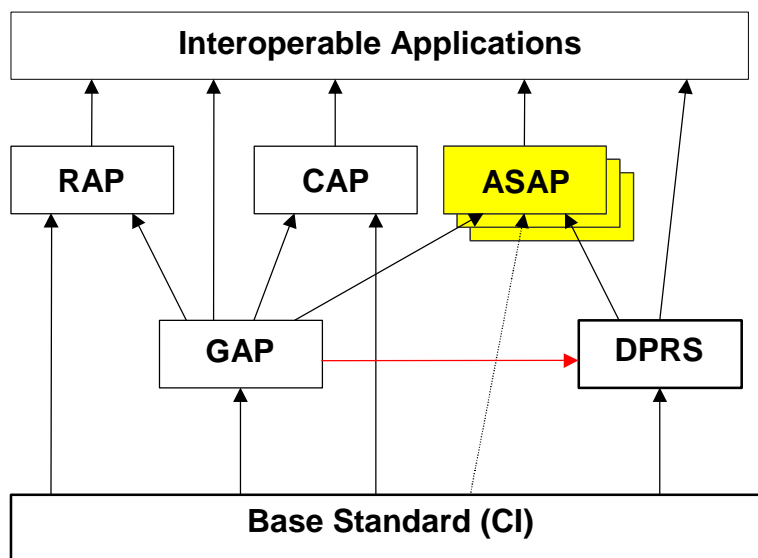 Interoperable Applications
RAP
CAP
ASAP
GAP
DPRS
Base Standard (CI)